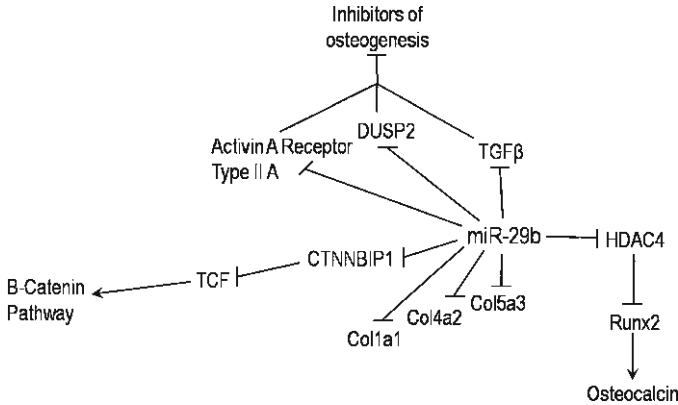 Inhibitors of
osteogenesis
DUSP2
Activin A Receptor
Type II A
TGFβ
miR-29b
HDAC4
CTNNBIP1
TCF
B-Catenin
Pathway
Col5a3
Col4a2
Col1a1
Runx2
Osteocalcin